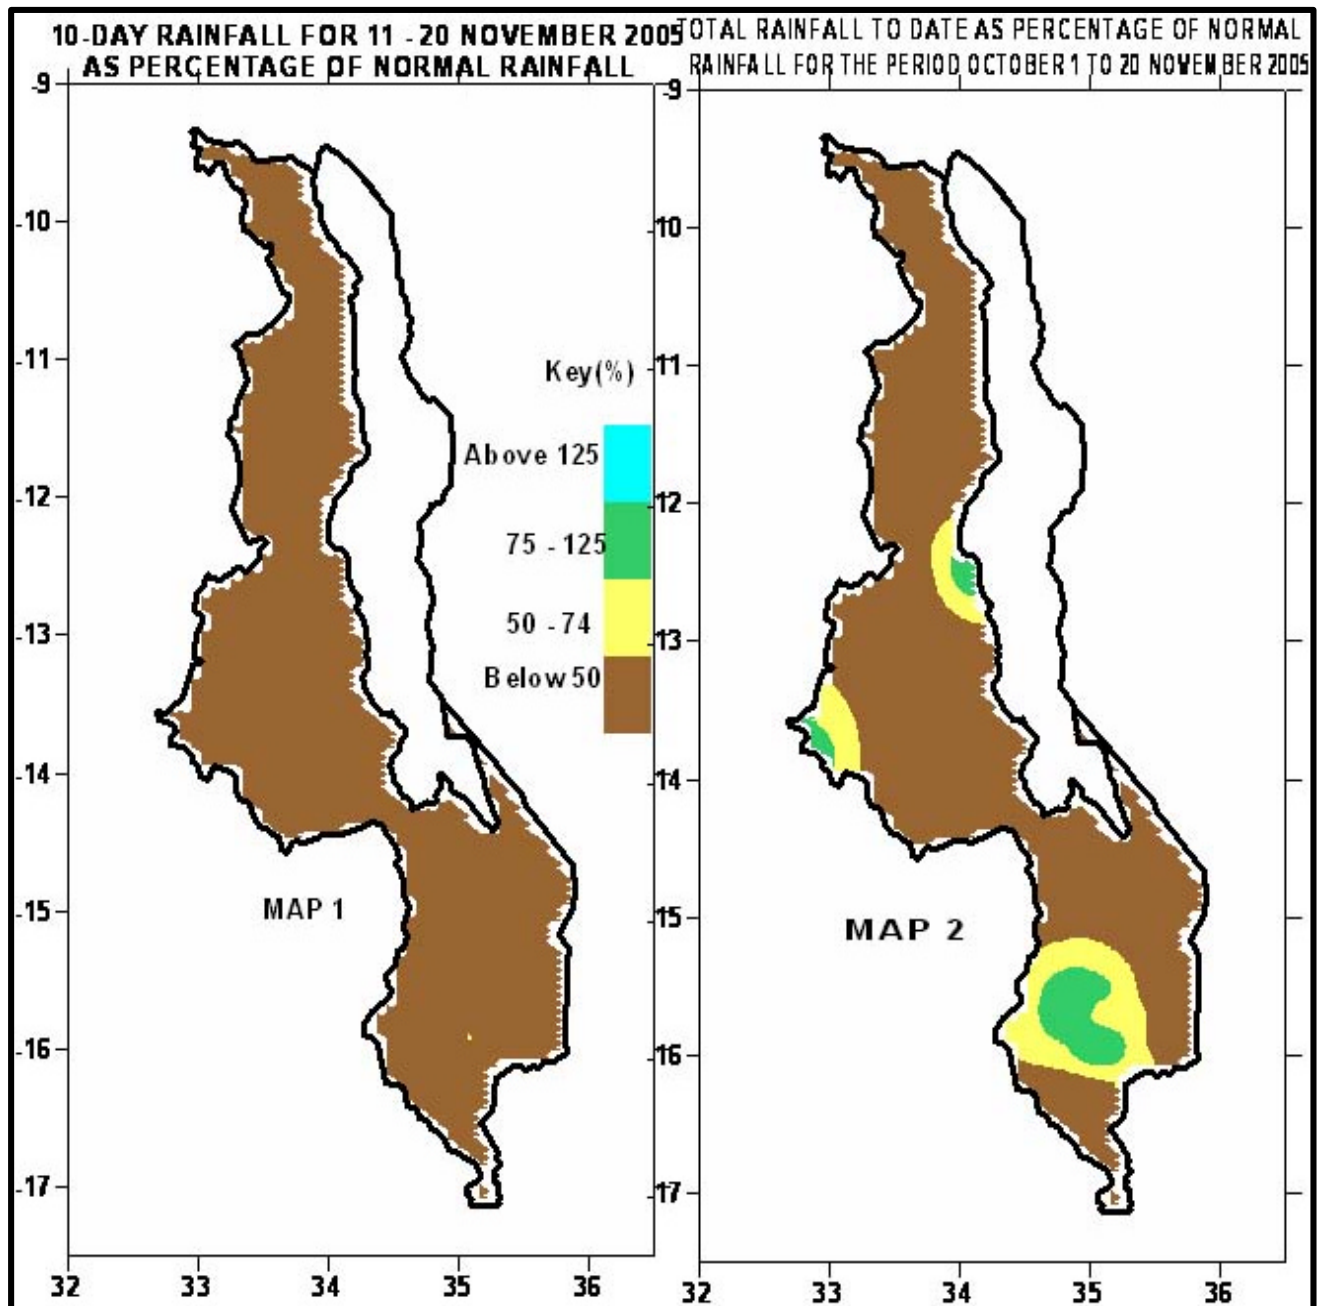 10-DAY RAINFALL FOR 11 -20 NOVEMBER 2005
AS PERCENTAGE OF NORMAL RAINFALL
-9
-10
-11
-12
-13
-14
-15
-16
-17
32 33 34 35 36
Key(%)
Above 125
75 - 125
50 - 74
Below 50
MAP 1
TOTAL RAINFALL TO DATE AS PERCENTAGE OF NORMAL
RAINFALL FOR THE PERIOD OCTOBER 1 TO 20 NOVEMBER 2005
-9
-10
-11
-12
-13
-14
-15
-16
-17
32 33 34 35 36
MAP 2